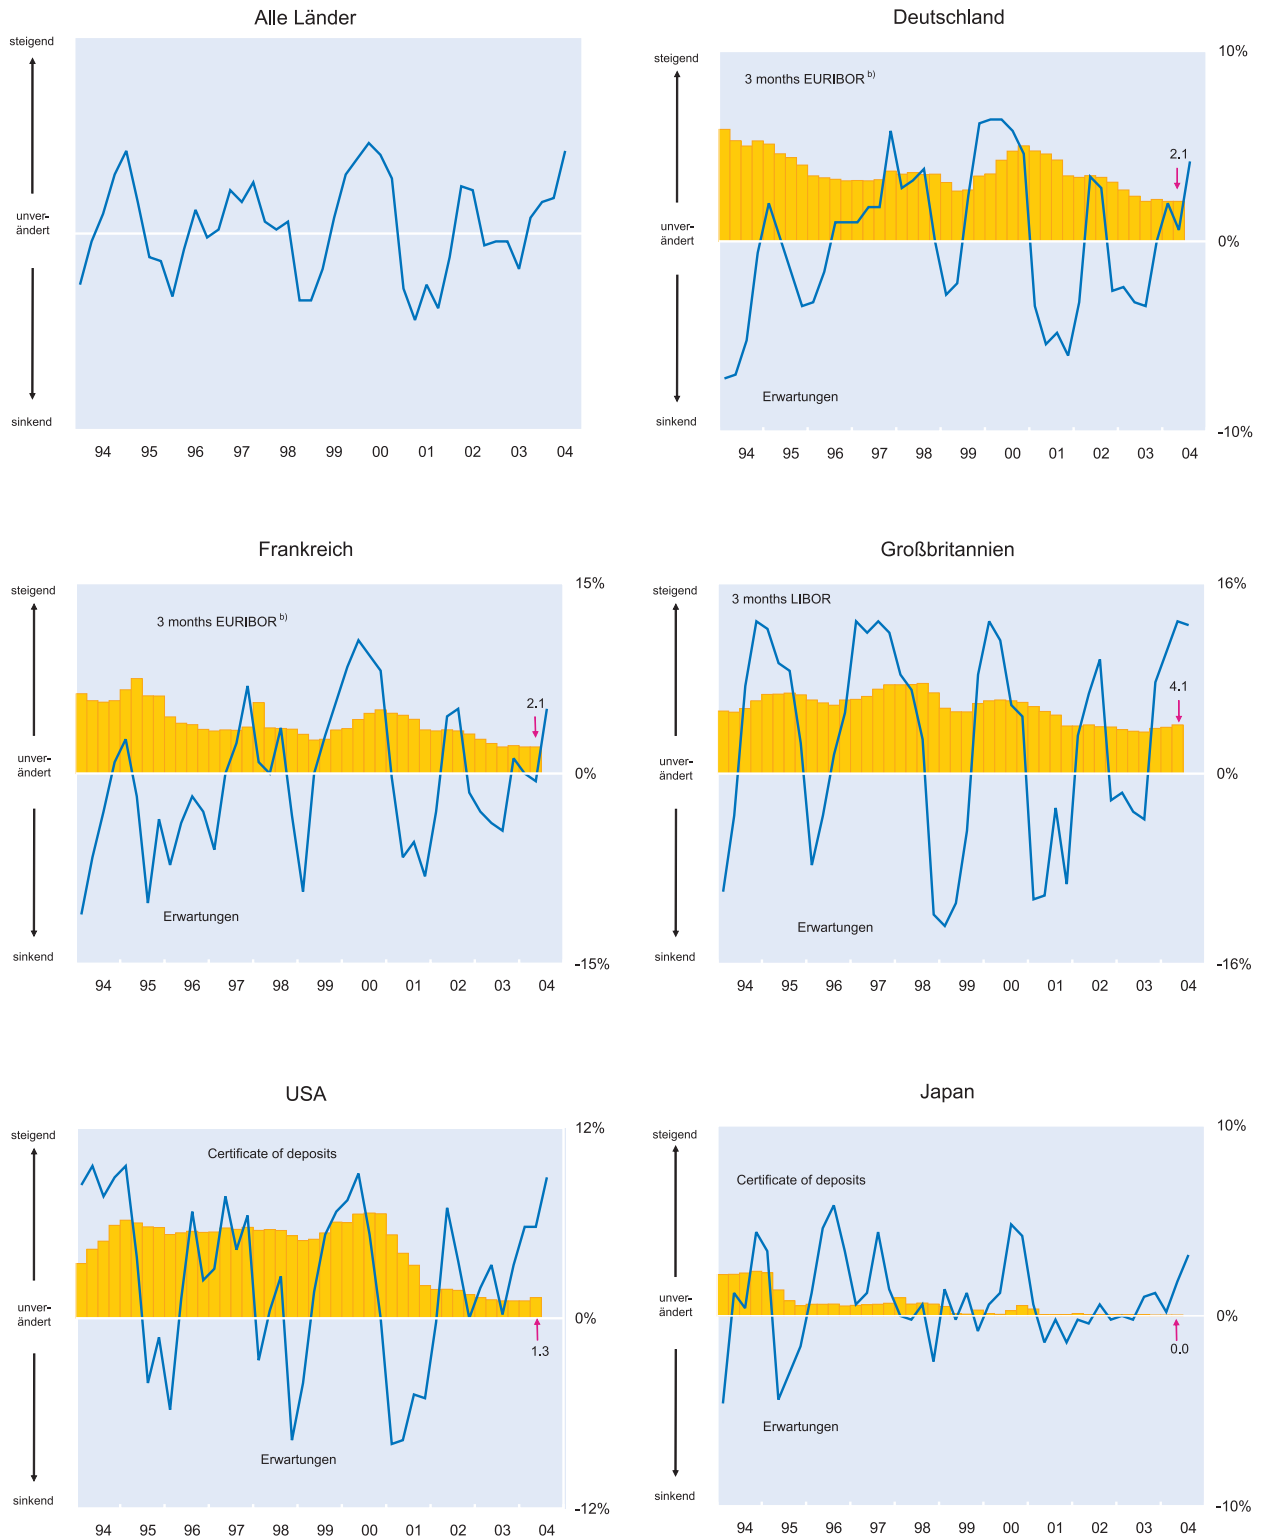 Alle Länder
steigend
unver-
ändert
sinkend
94 95 96 97 98 99 00 01 02 03 04
Deutschland
steigend
10%
3 months EURIBOR b)
2.1
unver-
ändert
0%
Erwartungen
sinkend
-10%
94 95 96 97 98 99 00 01 02 03 04
Frankreich
steigend
15%
3 months EURIBOR b)
2.1
unver-
ändert
0%
Erwartungen
sinkend
-15%
94 95 96 97 98 99 00 01 02 03 04
Großbritannien
steigend
16%
3 months LIBOR
4.1
unver-
ändert
0%
Erwartungen
sinkend
-16%
94 95 96 97 98 99 00 01 02 03 04
USA
steigend
12%
Certificate of deposits
unver-
ändert
0%
1.3
Erwartungen
sinkend
-12%
94 95 96 97 98 99 00 01 02 03 04
Japan
steigend
10%
Certificate of deposits
unver-
ändert
0%
0.0
Erwartungen
sinkend
-10%
94 95 96 97 98 99 00 01 02 03 04